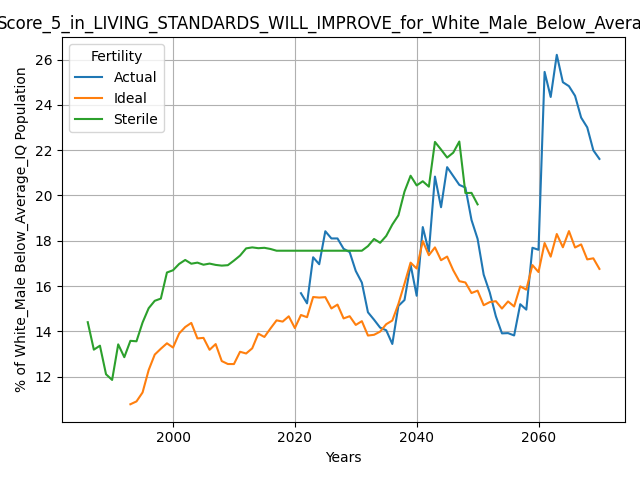 Score_5_in_LIVING_STANDARDS_WILL_IMPROVE_for_White_Male_Below_Avera
Fertility
Actual
Ideal
Sterile
% of White_Male Below_Average_IQ Population
26
24
22
20
18
16
14
12
2000 2020 2040 2060
Years